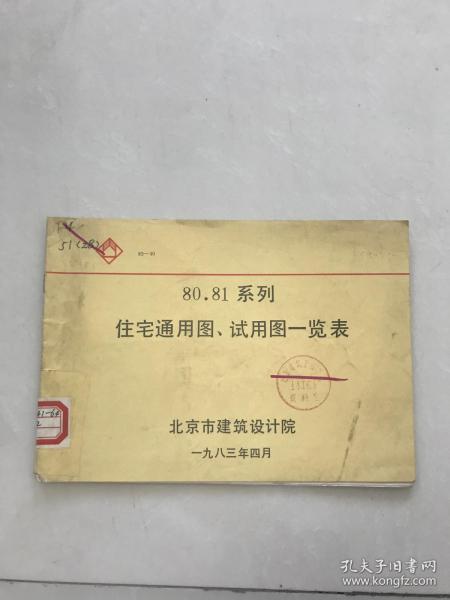 51(28)
80.81 系列
住宅通用图、试用图一览表
北京市建筑设计院
一九八三年四月
孔夫子旧书网
www.kongfz.com